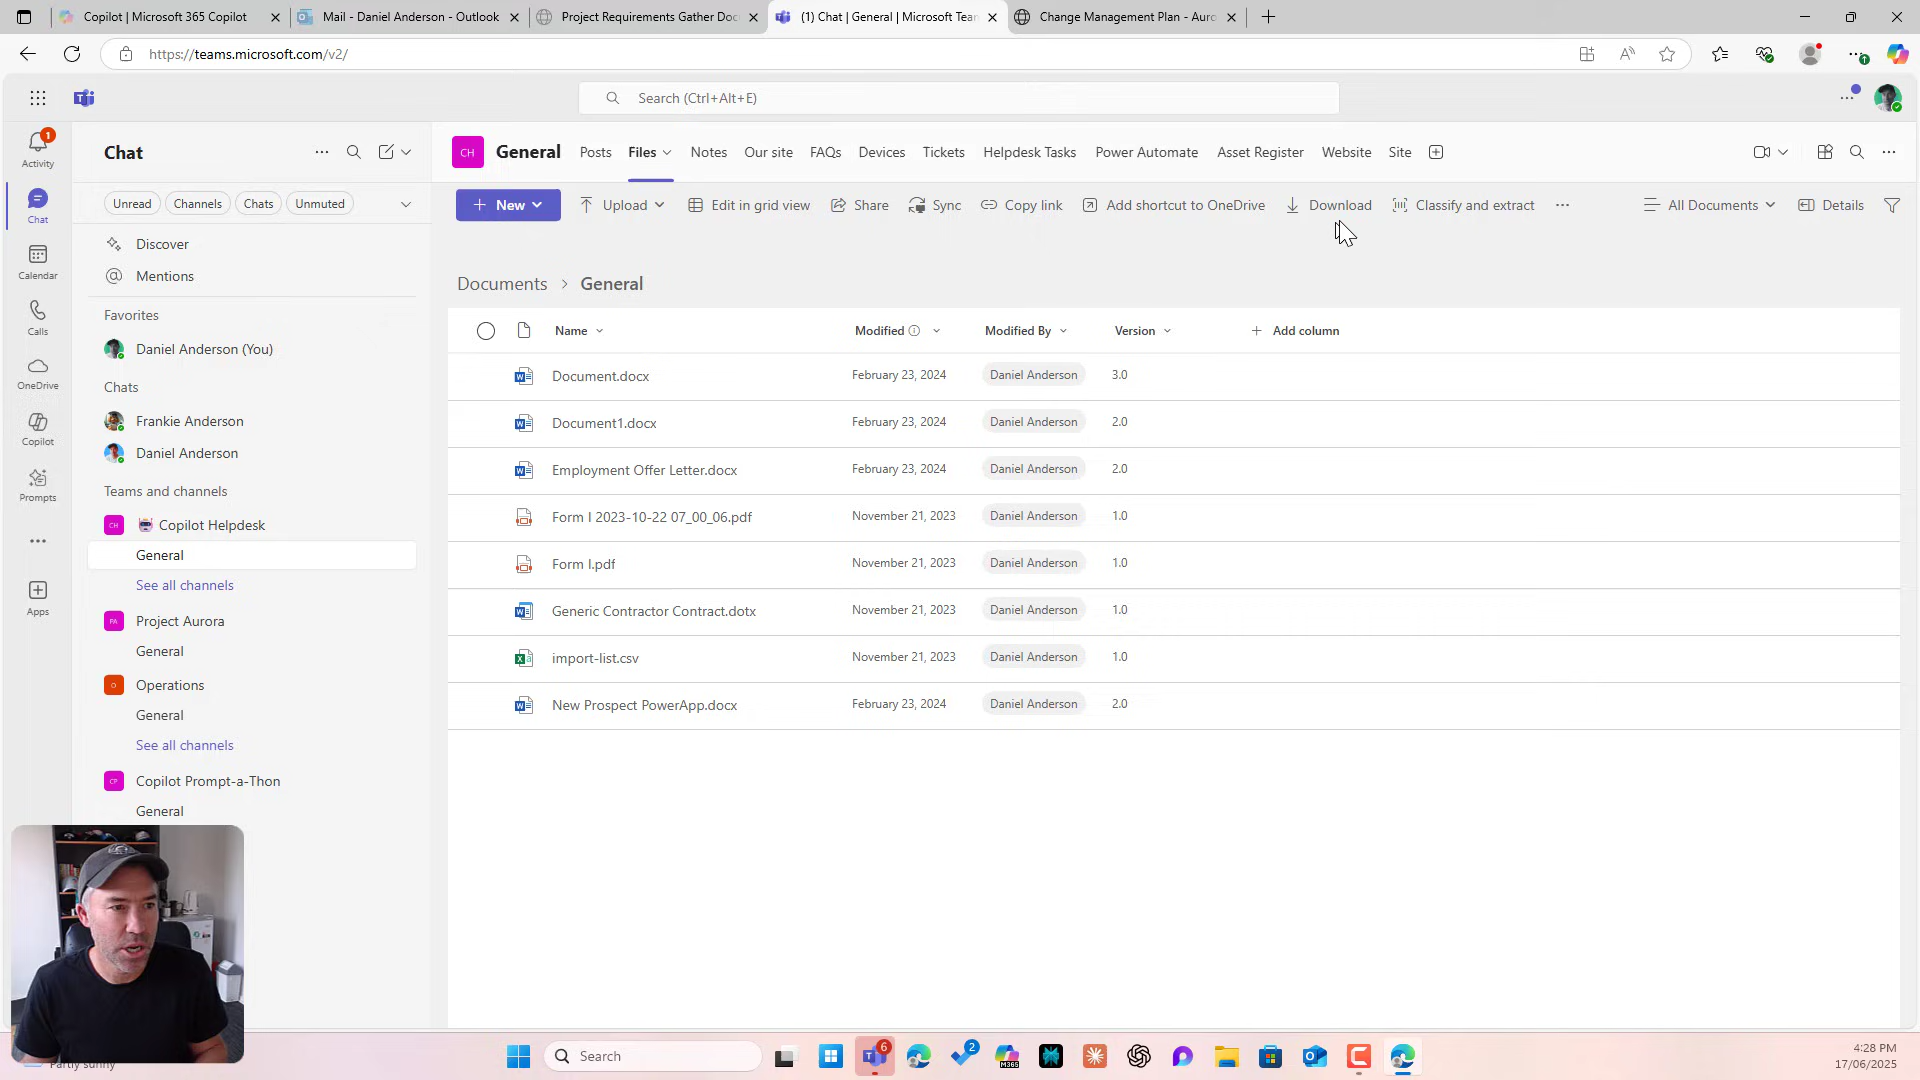 Copilot | Microsoft 365 Copilot
Mail - Daniel Anderson - Outlook
Project Requirements Gather Doc
(1) Chat | General | Microsoft Tea
Change Management Plan - Auro
https://teams.microsoft.com/v2/
Search (Ctrl+Alt+E)
Activity
1
Chat
Calendar
Calls
OneDrive
Copilot
Prompts
Apps
Chat
Unread
Channels
Chats
Unmuted
Discover
Mentions
Favorites
Daniel Anderson (You)
Chats
Frankie Anderson
Daniel Anderson
Teams and channels
CH
Copilot Helpdesk
General
See all channels
PA
Project Aurora
General
O
Operations
General
See all channels
CP
Copilot Prompt-a-Thon
General
CH General Posts Files Notes Our site FAQs Devices Tickets Helpdesk Tasks Power Automate Asset Register Website Site
New Upload Edit in grid view Share Sync Copy link Add shortcut to OneDrive Download Classify and extract All Documents Details
Documents > General
Name Modified Modified By Version Add column
Document.docx February 23, 2024 Daniel Anderson 3.0
Document1.docx February 23, 2024 Daniel Anderson 2.0
Employment Offer Letter.docx February 23, 2024 Daniel Anderson 2.0
Form I 2023-10-22 07_00_06.pdf November 21, 2023 Daniel Anderson 1.0
Form I.pdf November 21, 2023 Daniel Anderson 1.0
Generic Contractor Contract.dotx November 21, 2023 Daniel Anderson 1.0
import-list.csv November 21, 2023 Daniel Anderson 1.0
New Prospect PowerApp.docx February 23, 2024 Daniel Anderson 2.0
Partly sunny
Search
6
2
M365
4:28 PM
17/06/2025